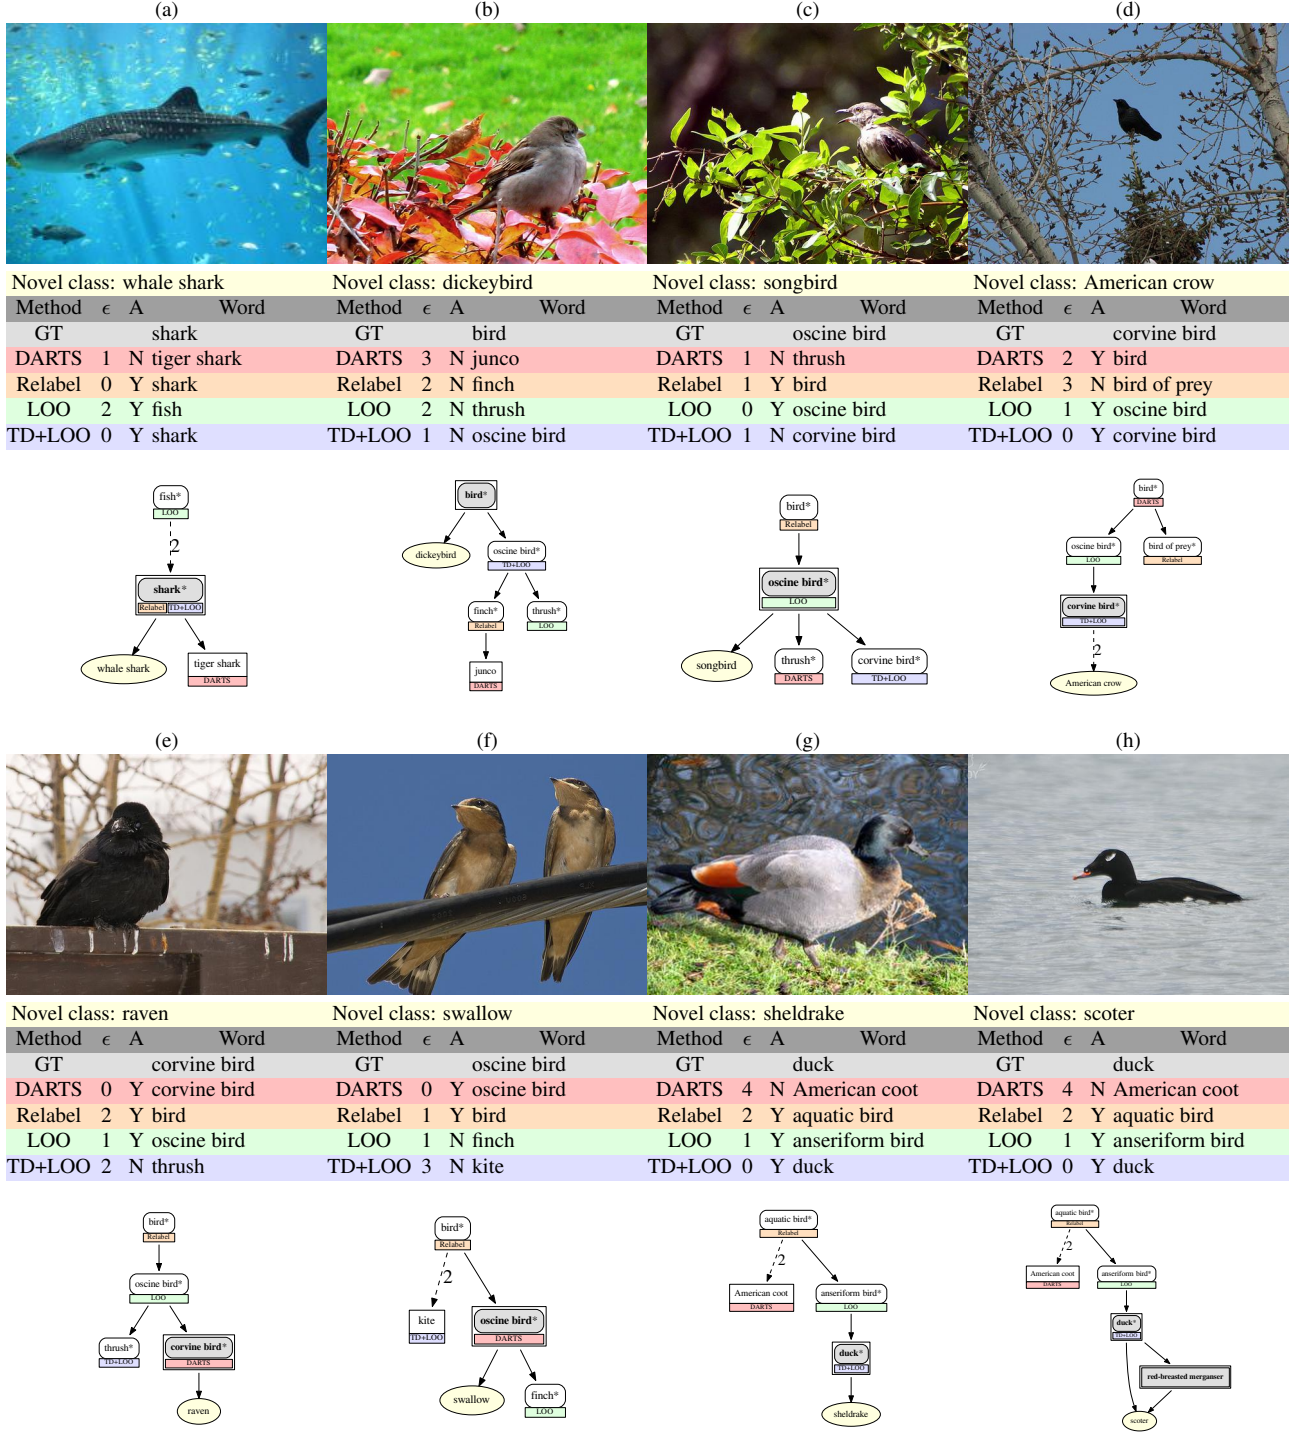 (a) (b) (c) (d)
Novel class: whale shark
Method ϵ A Word
GT shark
DARTS 1 N tiger shark
Relabel 0 Y shark
LOO 2 Y fish
TD+LOO 0 Y shark
Novel class: dickeybird
Method ϵ A Word
GT bird
DARTS 3 N junco
Relabel 2 N finch
LOO 2 N thrush
TD+LOO 1 N oscine bird
Novel class: songbird
Method ϵ A Word
GT oscine bird
DARTS 1 N thrush
Relabel 1 Y bird
LOO 0 Y oscine bird
TD+LOO 1 N corvine bird
Novel class: American crow
Method ϵ A Word
GT corvine bird
DARTS 2 Y bird
Relabel 3 N bird of prey
LOO 1 Y oscine bird
TD+LOO 0 Y corvine bird
fish*
LOO
2
shark*
Relabel TD+LOO
whale shark
tiger shark
DARTS
bird*
dickeybird
oscine bird*
TD+LOO
finch*
Relabel
thrush*
LOO
junco
DARTS
bird*
Relabel
oscine bird*
LOO
songbird
thrush*
DARTS
corvine bird*
TD+LOO
bird*
DARTS
oscine bird*
LOO
bird of prey*
Relabel
corvine bird*
TD+LOO
2
American crow
(e) (f) (g) (h)
Novel class: raven
Method ϵ A Word
GT corvine bird
DARTS 0 Y corvine bird
Relabel 2 Y bird
LOO 1 Y oscine bird
TD+LOO 2 N thrush
Novel class: swallow
Method ϵ A Word
GT oscine bird
DARTS 0 Y oscine bird
Relabel 1 Y bird
LOO 1 N finch
TD+LOO 3 N kite
Novel class: sheldrake
Method ϵ A Word
GT duck
DARTS 4 N American coot
Relabel 2 Y aquatic bird
LOO 1 Y anseriform bird
TD+LOO 0 Y duck
Novel class: scoter
Method ϵ A Word
GT duck
DARTS 4 N American coot
Relabel 2 Y aquatic bird
LOO 1 Y anseriform bird
TD+LOO 0 Y duck
bird*
Relabel
oscine bird*
LOO
thrush*
TD+LOO
corvine bird*
DARTS
raven
bird*
Relabel
2
kite
TD+LOO
oscine bird*
DARTS
swallow
finch*
LOO
aquatic bird*
Relabel
2
American coot
DARTS
anseriform bird*
LOO
duck*
TD+LOO
sheldrake
aquatic bird*
Relabel
2
American coot
DARTS
anseriform bird*
LOO
duck*
TD+LOO
red-breasted merganser
scoter